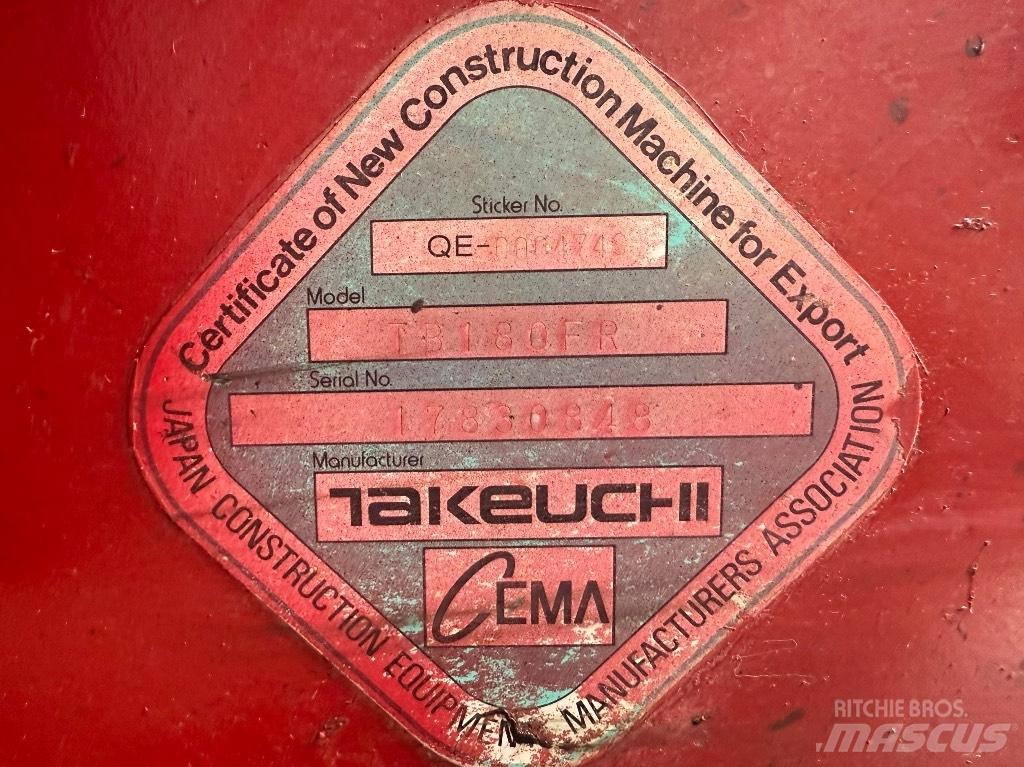 Certificate of New Construction Machine for Export
Sticker No.
QE-
Model
TB180FR
Serial No.
17830848
Manufacturer
TAKEUCHI
CEMA
JAPAN CONSTRUCTION EQUIPMENT MANUFACTURERS ASSOCIATION
RITCHIE BROS.
MASCUS